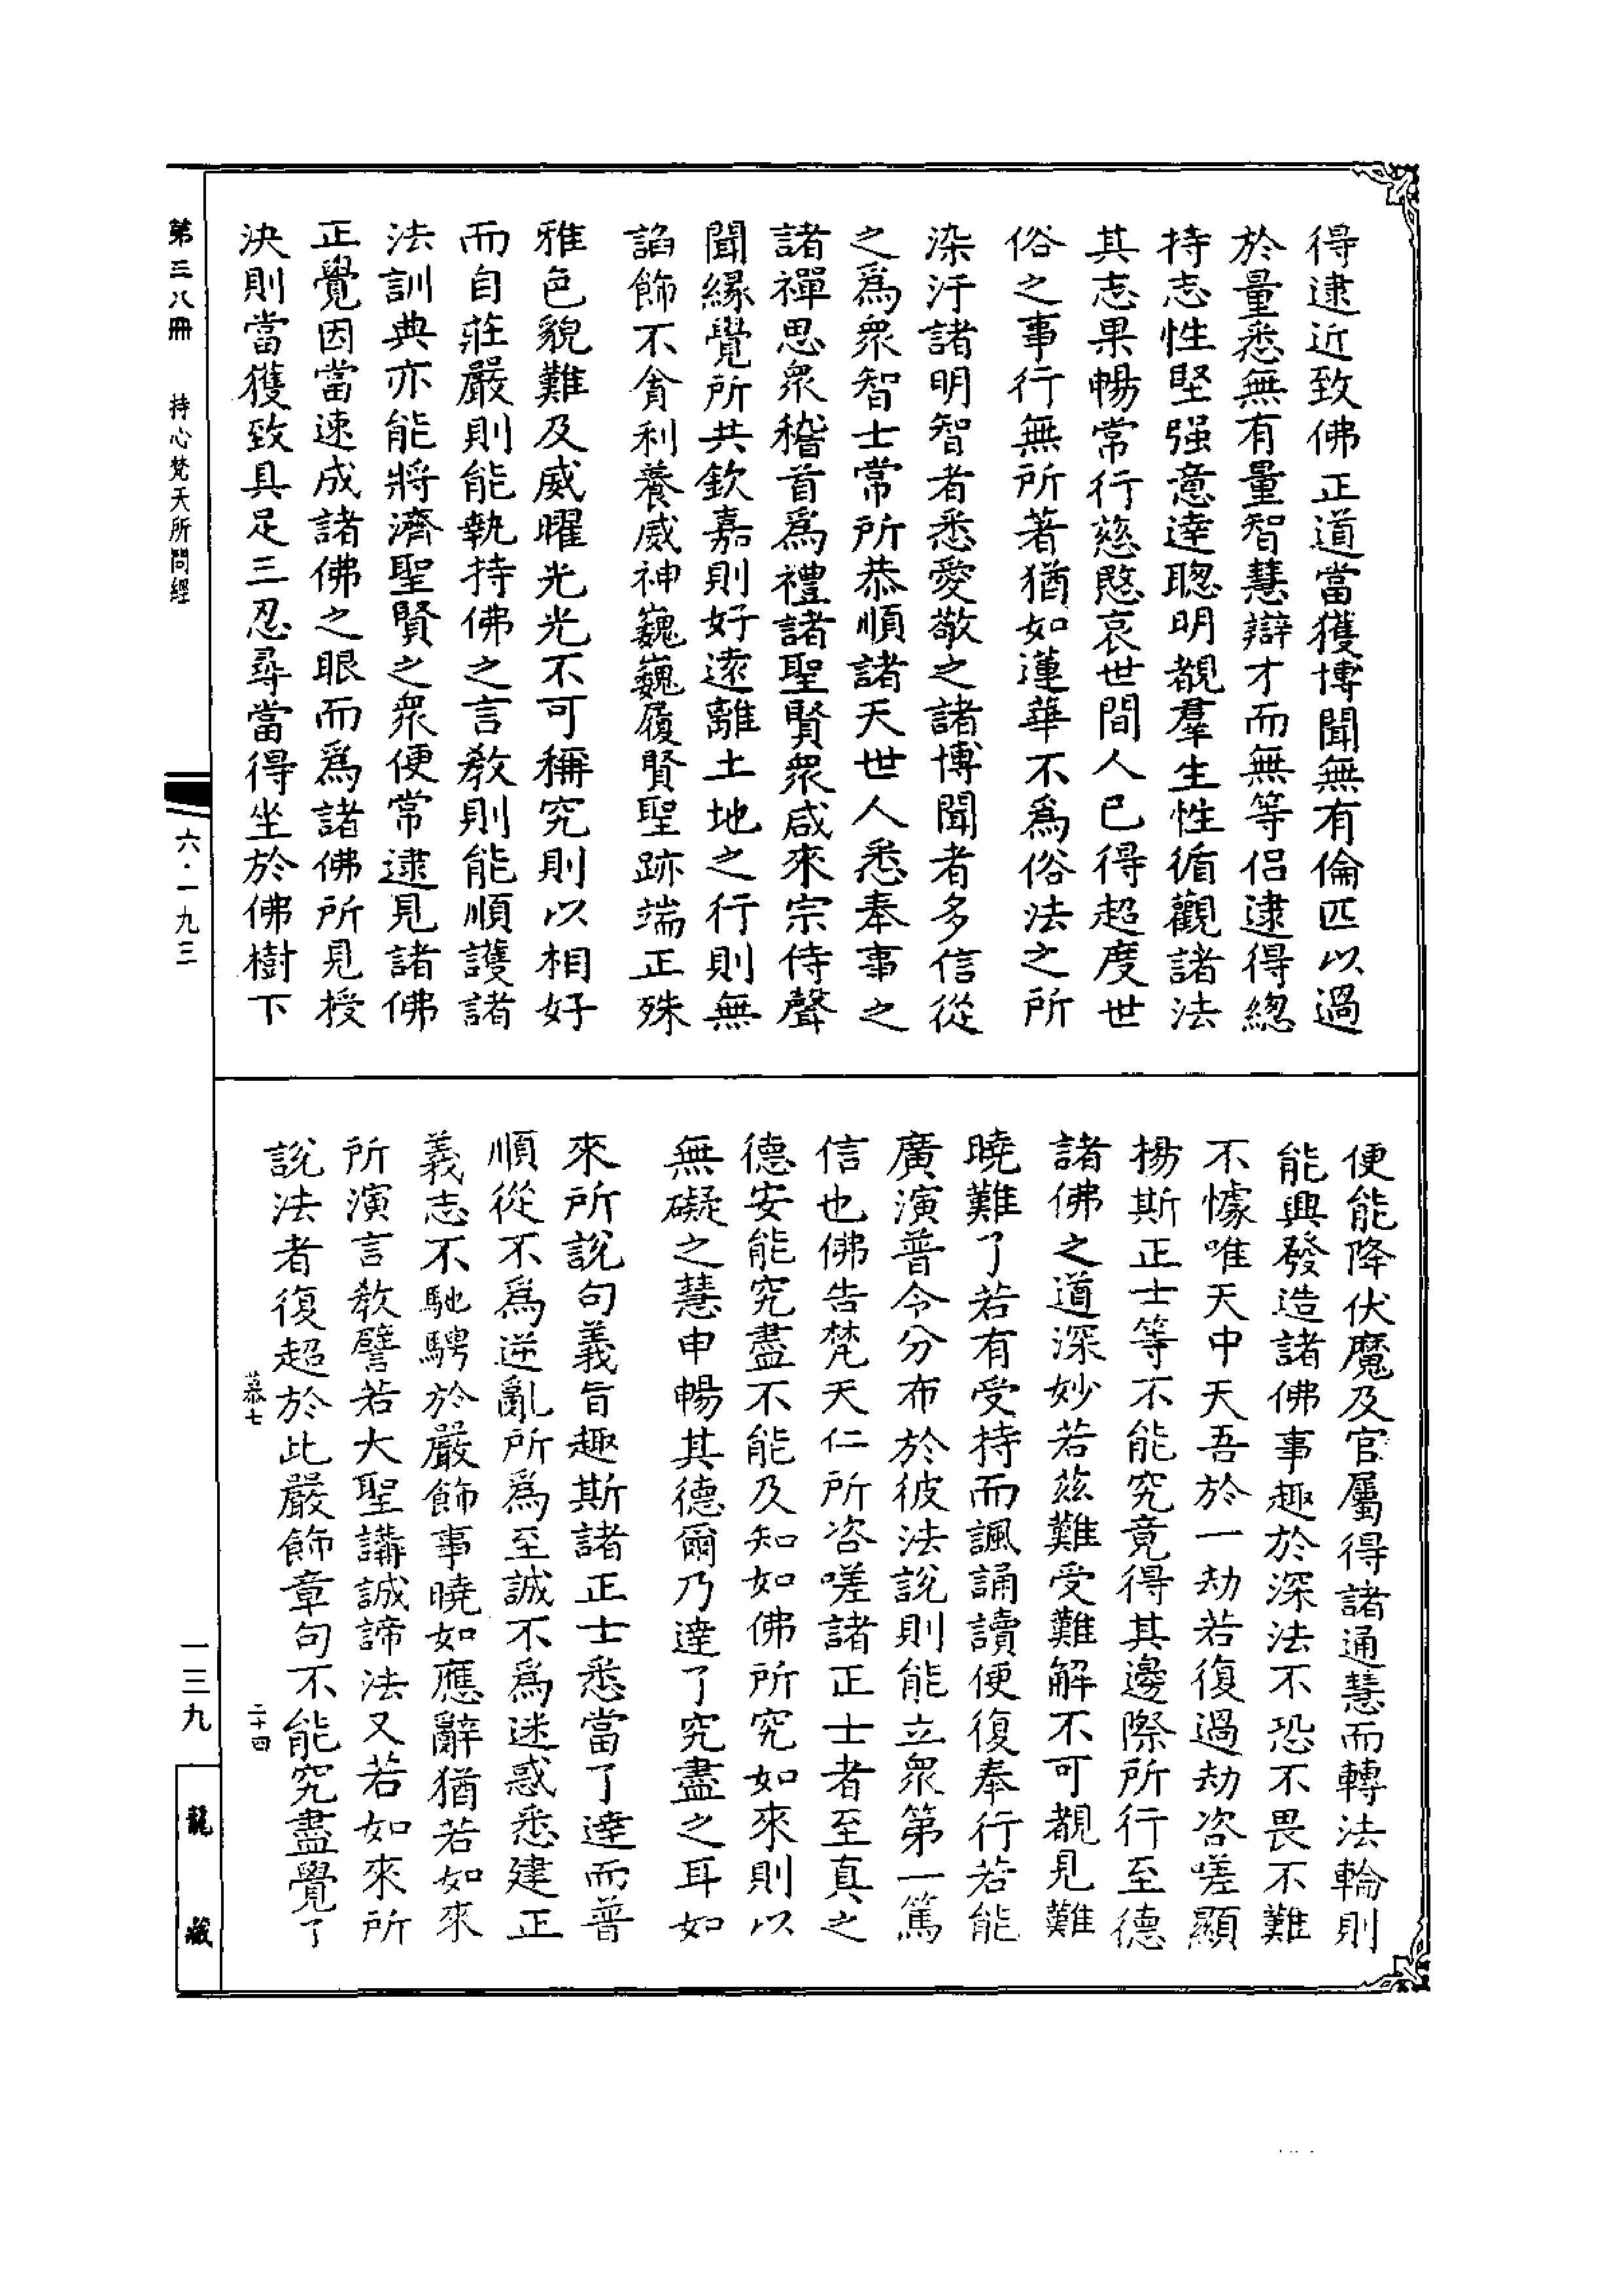 得逮近致佛正道當獲博聞無有倫匹以過
於量悉無有量智慧辯才而無等侶逮得總
持志性堅强意達聰明覩羣生性循觀諸法
其志果暢常行慈愍哀世間人已得超度世
俗之事行無所著猶如蓮華不爲俗法之所
染汙諸明智者悉愛敬之諸博聞者多信從
之爲衆智士常所恭順諸天世人悉奉事之
諸禪思衆稽首爲禮諸聖賢衆咸來宗侍聲
聞緣覺所共欽嘉則好遠離土地之行則無
諂飾不貪利養威神巍巍履賢聖跡端正殊
雅色貌難及威曜光光不可稱究則以相好
而自莊嚴則能執持佛之言教則能順護諸
法訓典亦能將濟聖賢之衆便常逮見諸佛
正覺因當速成諸佛之眼而爲諸佛所見授
決則當獲致具足三忍尋當得坐於佛樹下
便能降伏魔及官屬得諸通慧而轉法輪則
能興發造諸佛事趣於深法不恐不畏不難
不懅唯天中天吾於一劫若復過劫咨嗟顯
揚斯正士等不能究竟得其邊際所行至德
諸佛之道深妙若茲難受難解不可覩見難
曉難了若有受持而諷誦讀便復奉行若能
廣演普令分布於彼法說則能立衆第一篤
信也佛告梵天仁所咨嗟諸正士者至真之
德安能究盡不能及知如佛所究如來則以
無礙之慧申暢其德爾乃達了究盡之耳如
來所說句義旨趣斯諸正士悉當了達而普
順從不爲逆亂所爲至誠不爲迷惑悉建正
義志不馳騁於嚴飾事曉如應辭猶若如來
所演言教譬若大聖講誠諦法又若如來所
說法者復超於此嚴飾章句不能究盡覺了
慕七
二十四
第三八冊
持心梵天所問經
六·一九三
一三九
龍藏